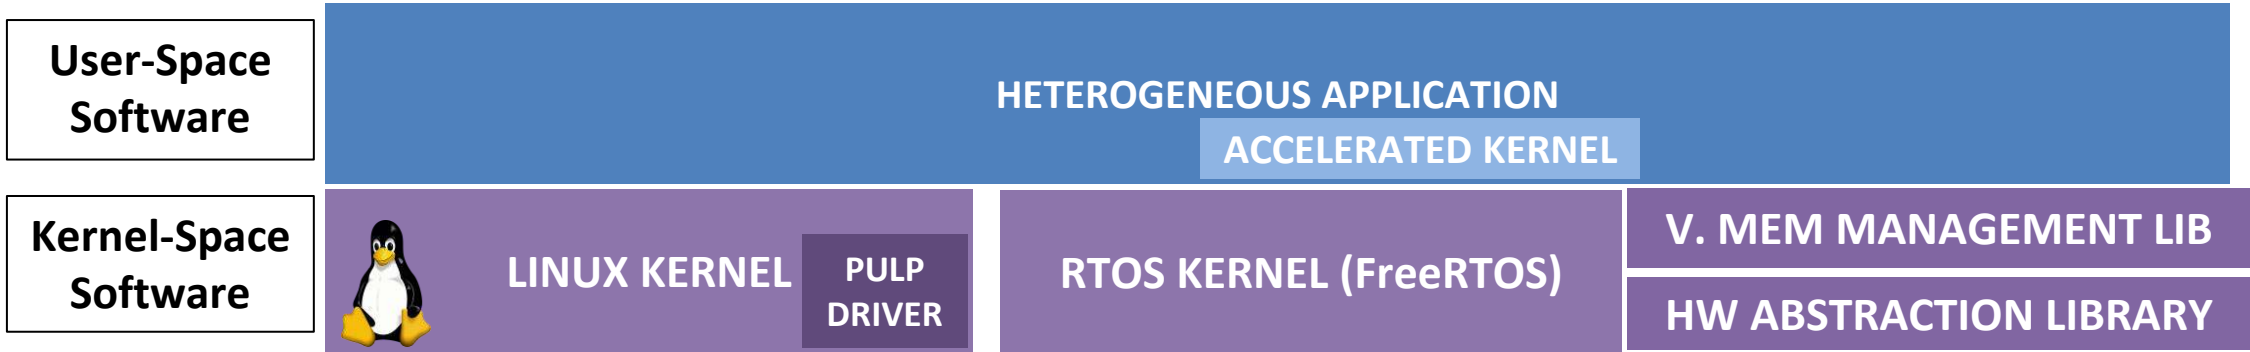 User-Space
Software
HETEROGENEOUS APPLICATION
ACCELERATED KERNEL
Kernel-Space
Software
LINUX KERNEL
PULP
DRIVER
RTOS KERNEL (FreeRTOS)
V. MEM MANAGEMENT LIB
HW ABSTRACTION LIBRARY